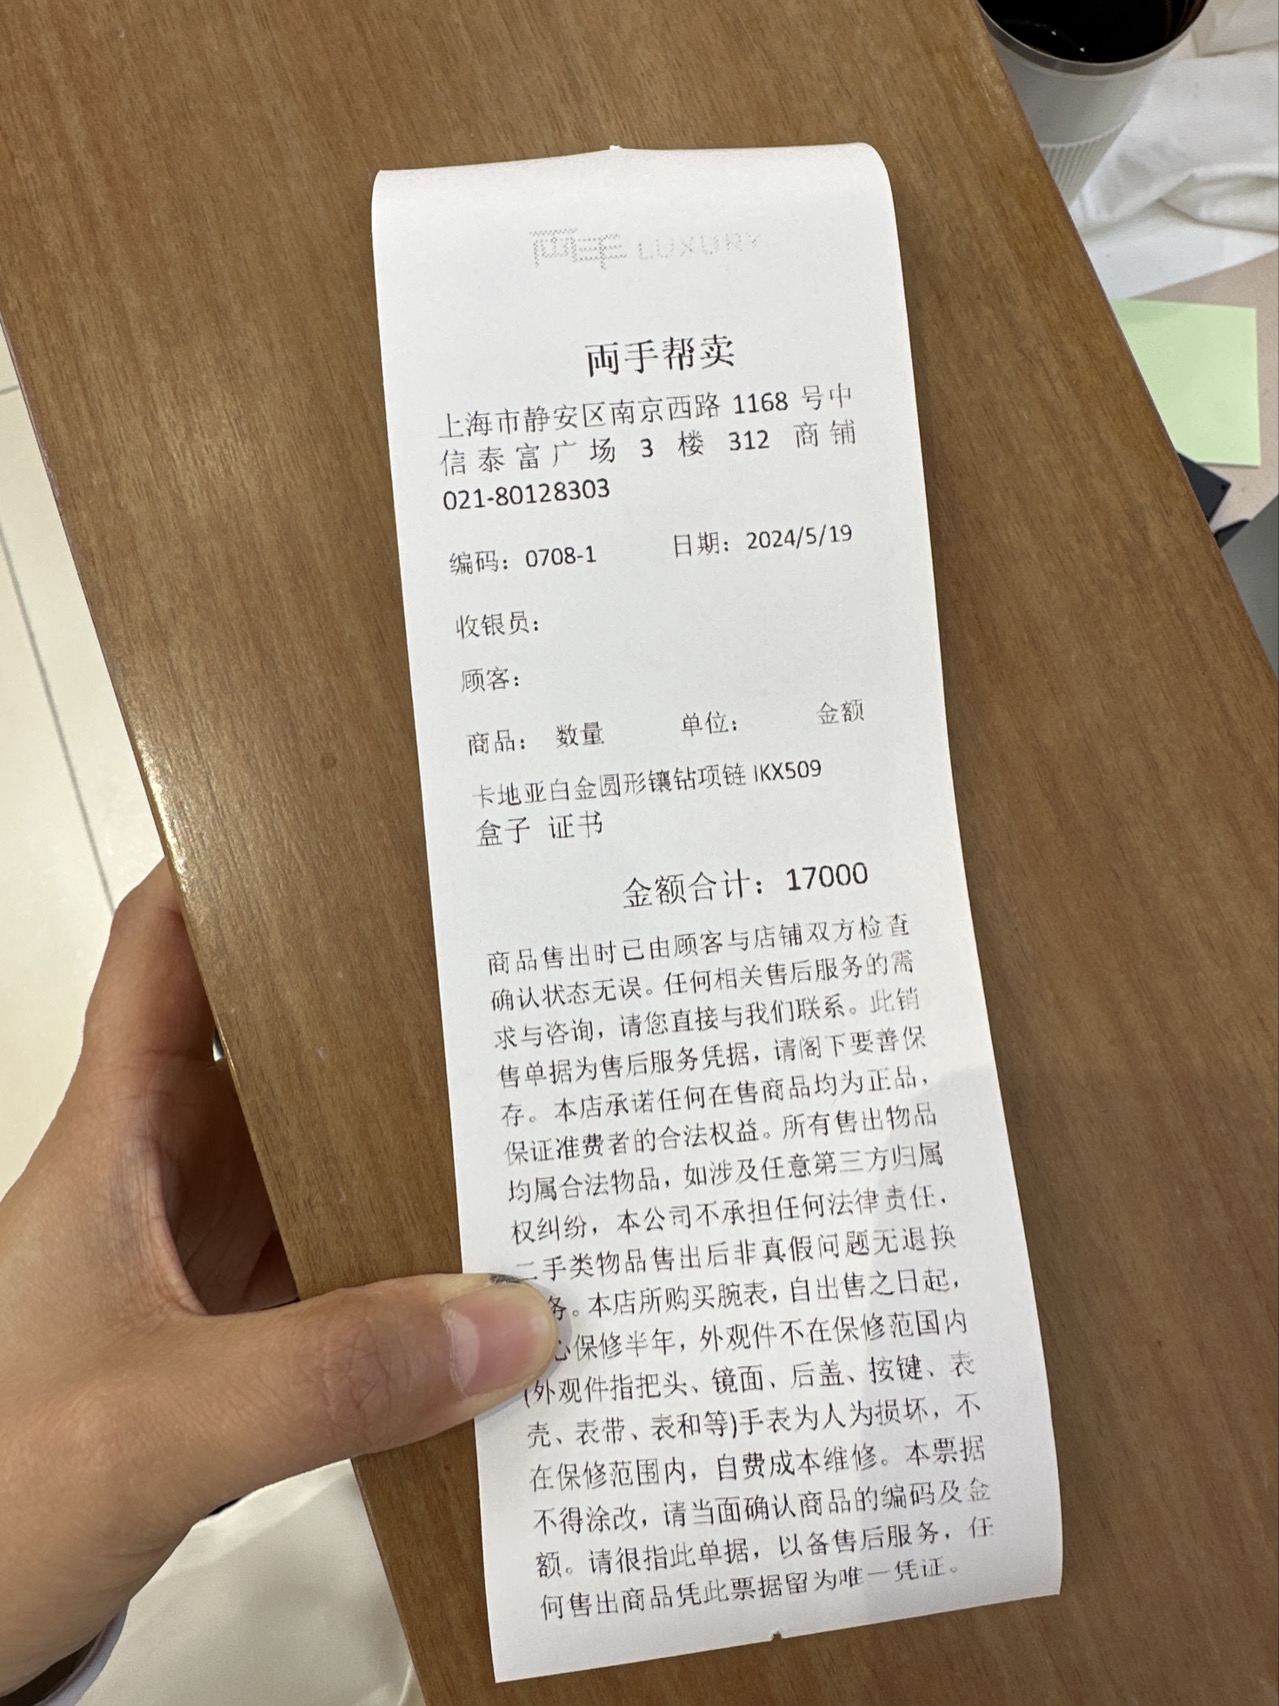 両手 LUXURY
両手帮卖
上海市静安区南京西路 1168 号中
信泰富广场 3 楼 312 商铺
021-80128303
编码：0708-1 日期：2024/5/19
收银员：
顾客：
商品： 数量 单位： 金额
卡地亚白金圆形镶钻项链 IKX509
盒子 证书
金额合计：17000
商品售出时已由顾客与店铺双方检查
确认状态无误。任何相关售后服务的需
求与咨询，请您直接与我们联系。此销
售单据为售后服务凭据，请阁下要善保
存。本店承诺任何在售商品均为正品，
保证准费者的合法权益。所有售出物品
均属合法物品，如涉及任意第三方归属
权纠纷，本公司不承担任何法律责任，
二手类物品售出后非真假问题无退换
务。本店所购买腕表，自出售之日起，
心保修半年，外观件不在保修范围内
(外观件指把头、镜面、后盖、按键、表
壳、表带、表和等)手表为人为损坏，不
在保修范围内，自费成本维修。本票据
不得涂改，请当面确认商品的编码及金
额。请很指此单据，以备售后服务，任
何售出商品凭此票据留为唯一凭证。